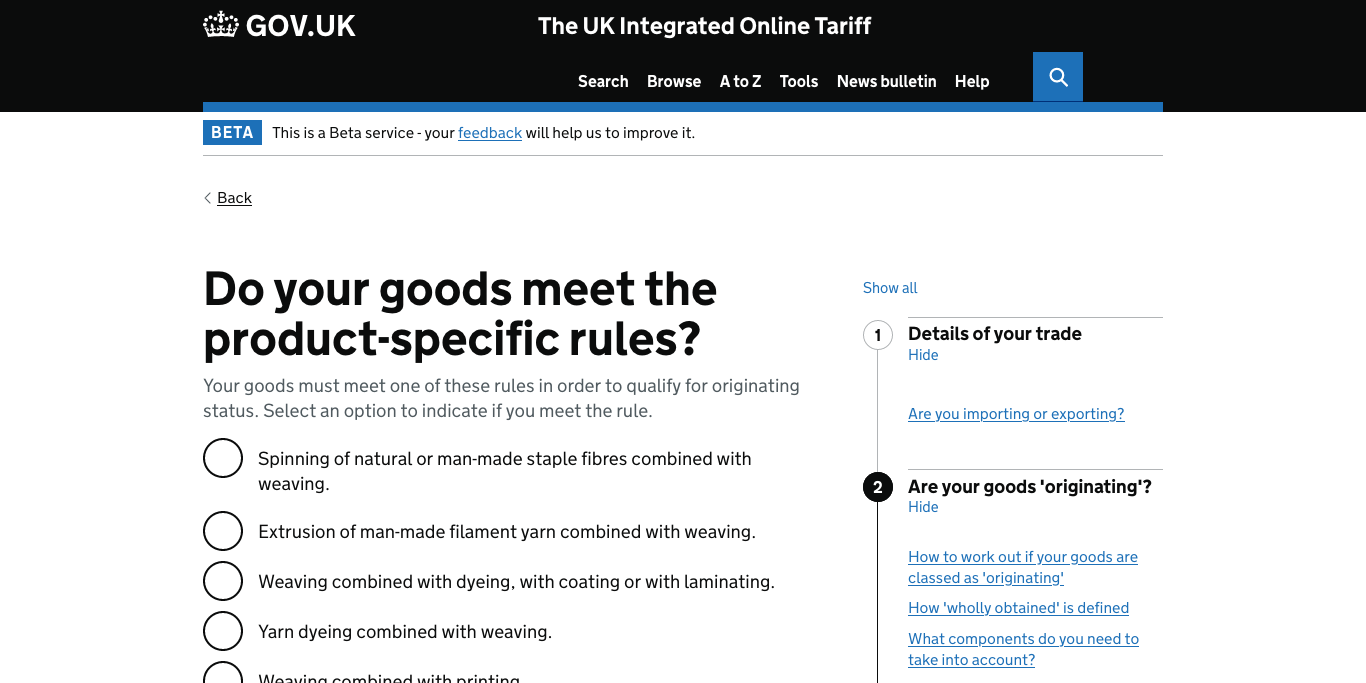 GOV.UK
The UK Integrated Online Tariff
Search Browse A to Z Tools News bulletin Help
BETA This is a Beta service - your feedback will help us to improve it.
Back
Do your goods meet the
product-specific rules?
Your goods must meet one of these rules in order to qualify for originating
status. Select an option to indicate if you meet the rule.
Spinning of natural or man-made staple fibres combined with
weaving.
Extrusion of man-made filament yarn combined with weaving.
Weaving combined with dyeing, with coating or with laminating.
Yarn dyeing combined with weaving.
Weaving combined with printing.
Show all
1 Details of your trade
Hide
Are you importing or exporting?
2 Are your goods 'originating'?
Hide
How to work out if your goods are
classed as 'originating'
How 'wholly obtained' is defined
What components do you need to
take into account?